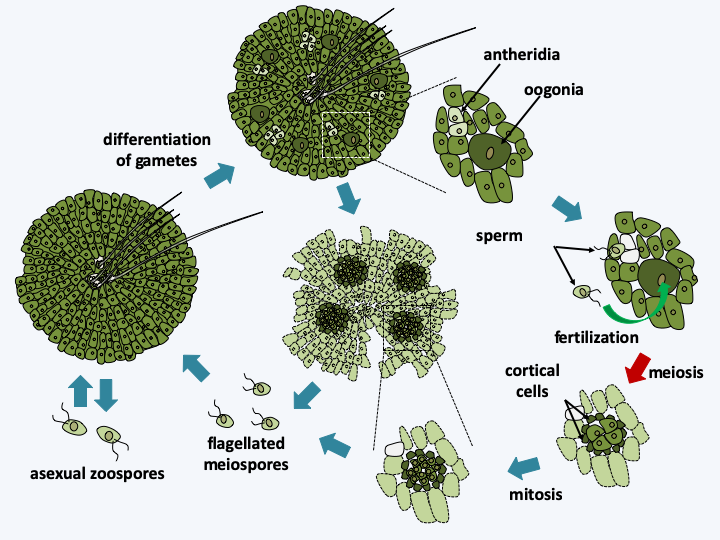 antheridia
oogonia
differentiation
of gametes
sperm
fertilization
meiosis
cortical
cells
flagellated
meiospores
asexual zoospores
mitosis